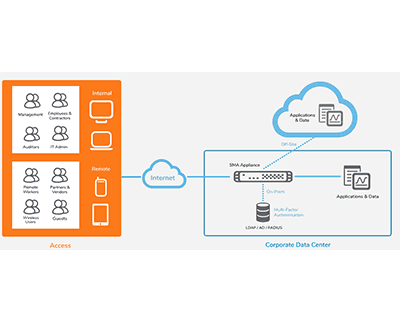 Internal
Management
Employees &
Contractors
Auditors
IT Admin
Remote
Remote
Workers
Partners &
Vendors
Wireless
Users
Guests
Access
Internet
Applications
& Data
Off-Site
SMA Appliance
On-Prem
Multi-Factor
Authentication
LDAP / AD / RADIUS
Applications & Data
Corporate Data Center